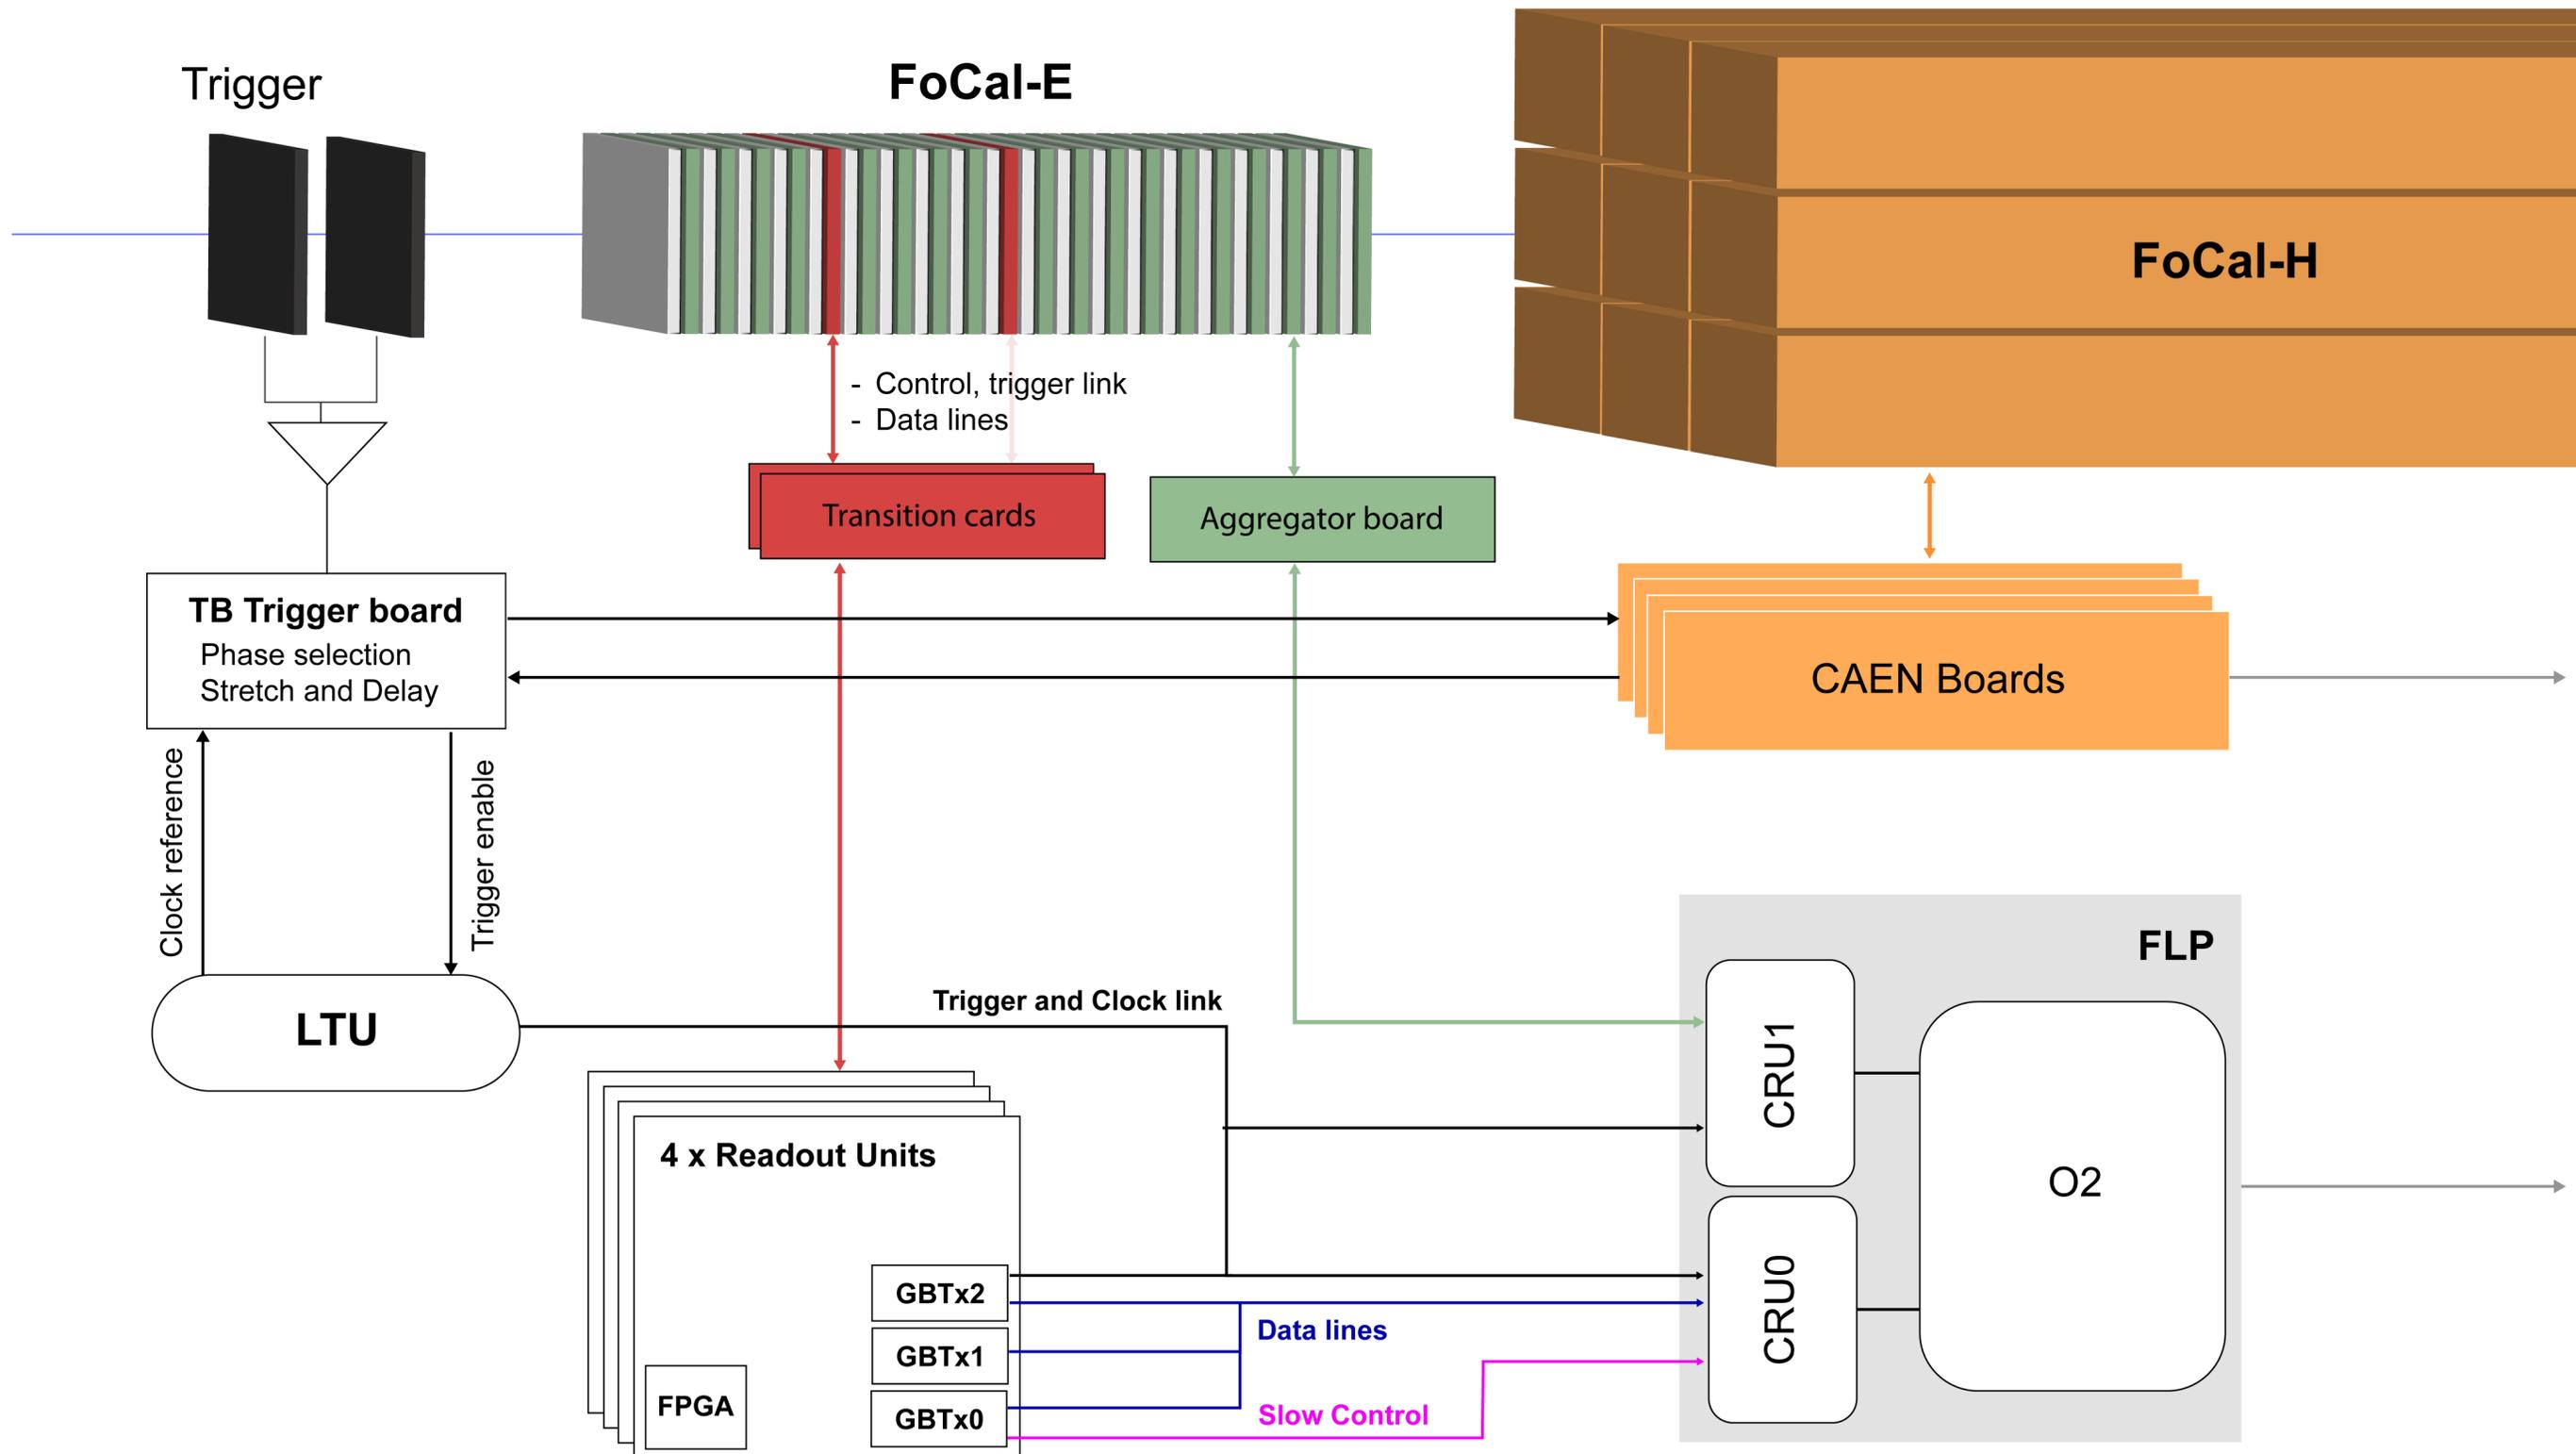 Trigger
FoCal-E
FoCal-H
- Control, trigger link
- Data lines
Transition cards
Aggregator board
TB Trigger board
Phase selection
Stretch and Delay
CAEN Boards
Clock reference
Trigger enable
FLP
LTU
Trigger and Clock link
CRU1
4 x Readout Units
O2
GBTx2
CRU0
Data lines
GBTx1
FPGA
GBTx0
Slow Control